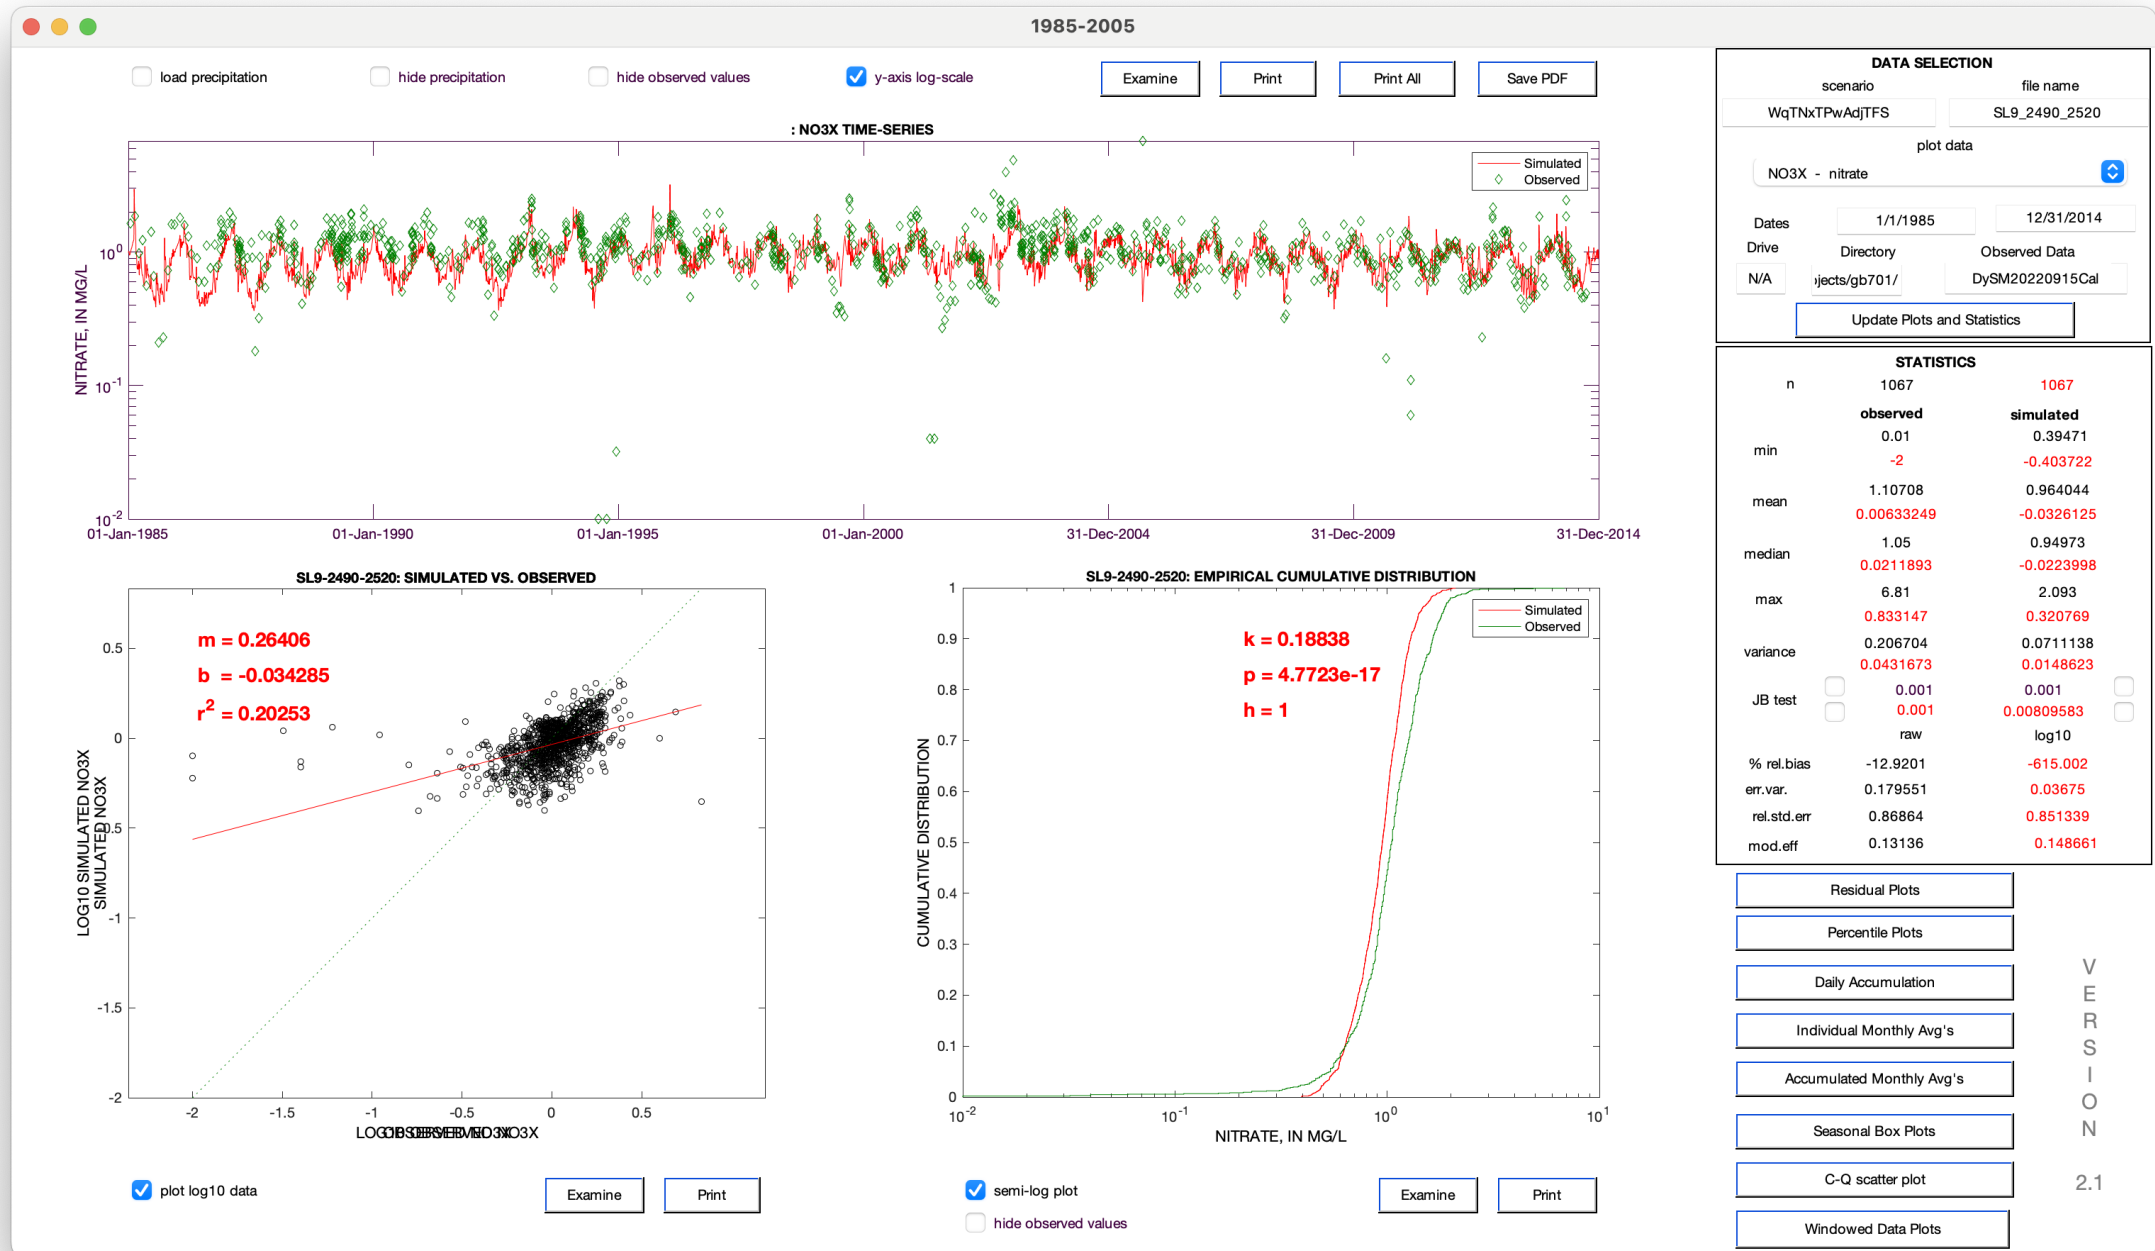 1985-2005
load precipitation
hide precipitation
hide observed values
y-axis log-scale
Examine
Print
Print All
Save PDF
: NO3X TIME-SERIES
Simulated
Observed
NITRATE, IN MG/L
10^0
10^-1
10^-2
01-Jan-1985
01-Jan-1990
01-Jan-1995
01-Jan-2000
31-Dec-2004
31-Dec-2009
31-Dec-2014
SL9-2490-2520: SIMULATED VS. OBSERVED
m = 0.26406
b = -0.034285
r^2 = 0.20253
LOG10 SIMULATED NO3X
SIMULATED NO3X
0.5
0
-0.5
-1
-1.5
-2
-2
-1.5
-1
-0.5
0
0.5
plot log10 data
Examine
Print
SL9-2490-2520: EMPIRICAL CUMULATIVE DISTRIBUTION
Simulated
Observed
k = 0.18838
p = 4.7723e-17
h = 1
CUMULATIVE DISTRIBUTION
1
0.9
0.8
0.7
0.6
0.5
0.4
0.3
0.2
0.1
0
10^-2
10^-1
10^0
10^1
NITRATE, IN MG/L
semi-log plot
hide observed values
Examine
Print
DATA SELECTION
scenario file name
WqTNxTPwAdjTFS SL9_2490_2520
plot data
NO3X - nitrate
Dates 1/1/1985 12/31/2014
Drive Directory Observed Data
N/A jects/gb701/ DySM20220915Cal
Update Plots and Statistics
STATISTICS
n 1067 1067
observed simulated
min 0.01 0.39471
-2 -0.403722
mean 1.10708 0.964044
0.00633249 -0.0326125
median 1.05 0.94973
0.0211893 -0.0223998
max 6.81 2.093
0.833147 0.320769
variance 0.206704 0.0711138
0.0431673 0.0148623
JB test 0.001 0.001
0.001 0.00809583
raw log10
% rel.bias -12.9201 -615.002
err.var. 0.179551 0.03675
rel.std.err 0.86864 0.851339
mod.eff 0.13136 0.148661
Residual Plots
Percentile Plots
Daily Accumulation
Individual Monthly Avg's
Accumulated Monthly Avg's
Seasonal Box Plots
C-Q scatter plot
Windowed Data Plots
VERSION
2.1